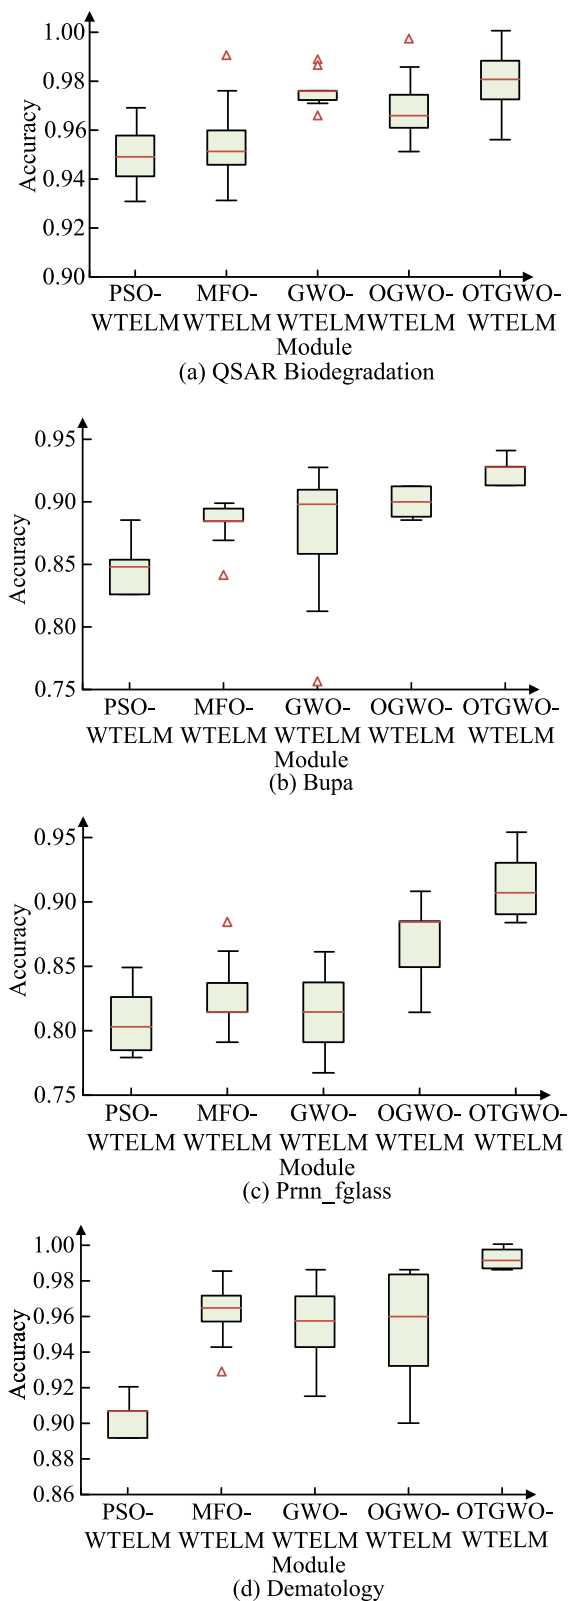 1.00
0.98
0.96
0.94
0.92
0.90
Accuracy
PSO- MFO- GWO- OGWO- OTGWO-
WTELM WTELM WTELM WTELM WTELM
Module
(a) QSAR Biodegradation
0.95
0.90
0.85
0.80
0.75
Accuracy
PSO- MFO- GWO- OGWO- OTGWO-
WTELM WTELM WTELM WTELM WTELM
Module
(b) Bupa
0.95
0.90
0.85
0.80
0.75
Accuracy
PSO- MFO- GWO- OGWO- OTGWO-
WTELM WTELM WTELM WTELM WTELM
Module
(c) Prnn_fglass
1.00
0.98
0.96
0.94
0.92
0.90
0.88
0.86
Accuracy
PSO- MFO- GWO- OGWO- OTGWO-
WTELM WTELM WTELM WTELM WTELM
Module
(d) Dematology